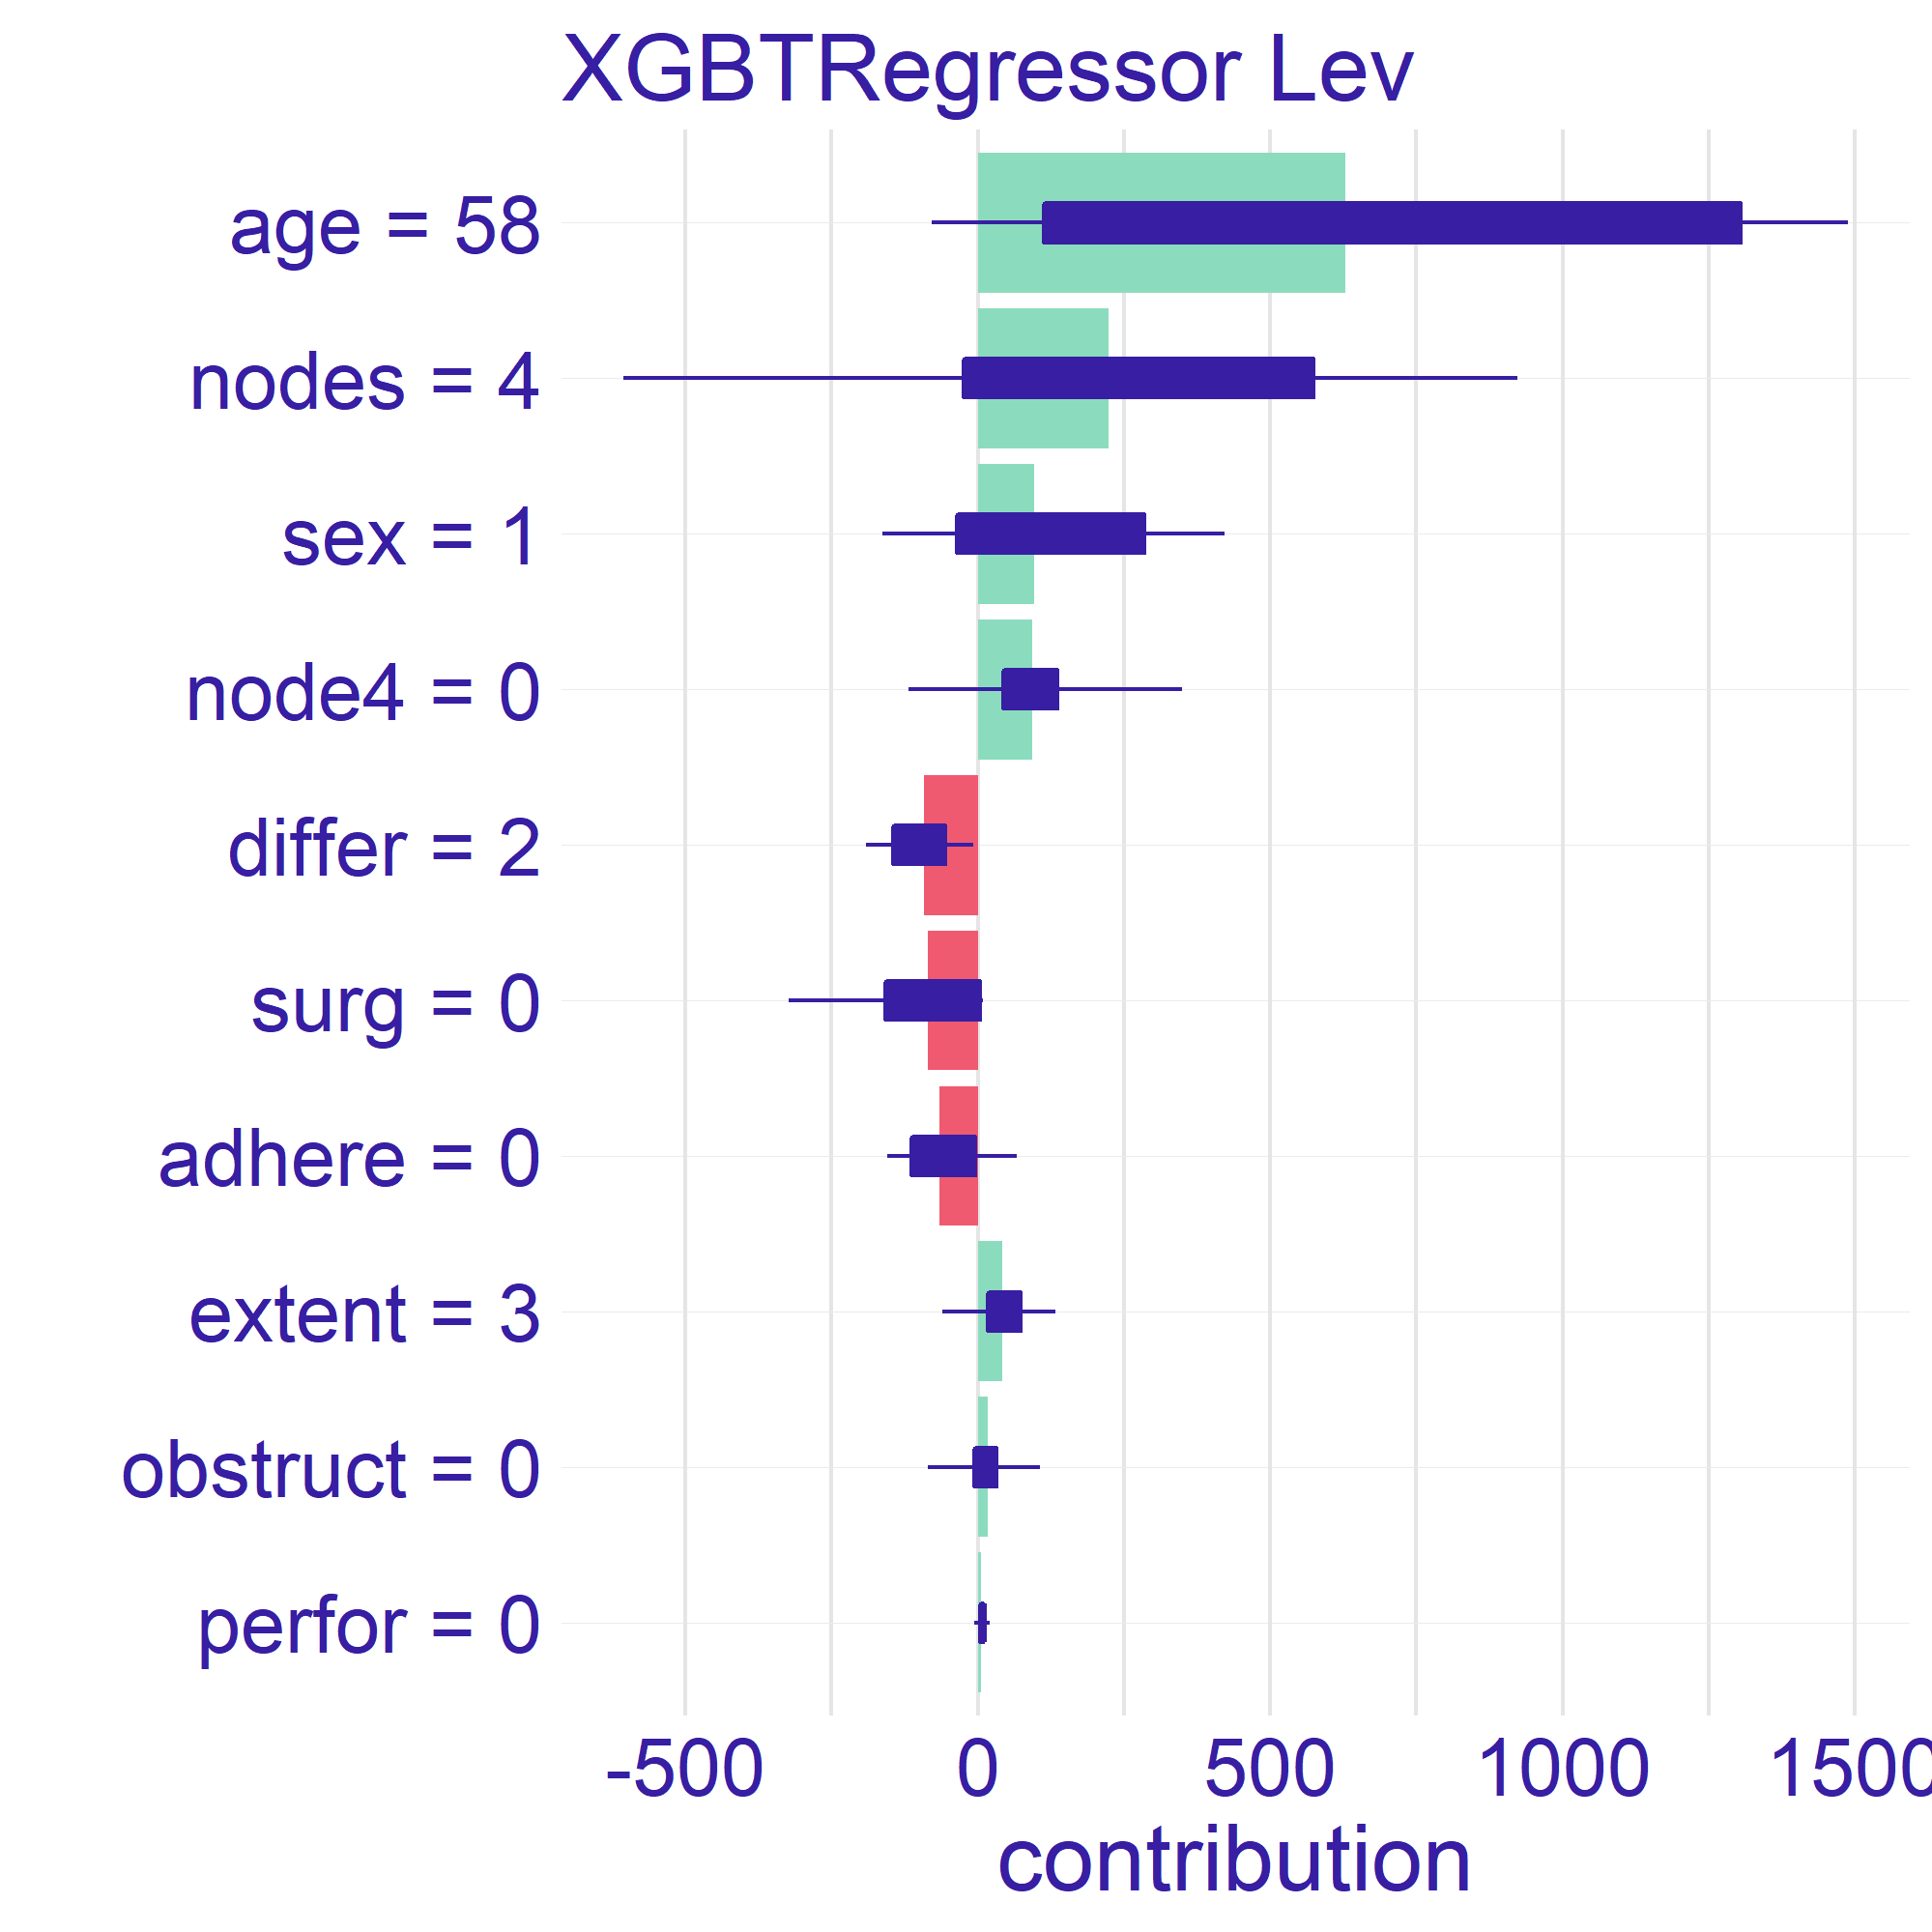 XGBTRegressor Lev
age = 58
nodes = 4
sex = 1
node4 = 0
differ = 2
surg = 0
adhere = 0
extent = 3
obstruct = 0
perfor = 0
-500 0 500 1000 1500
contribution